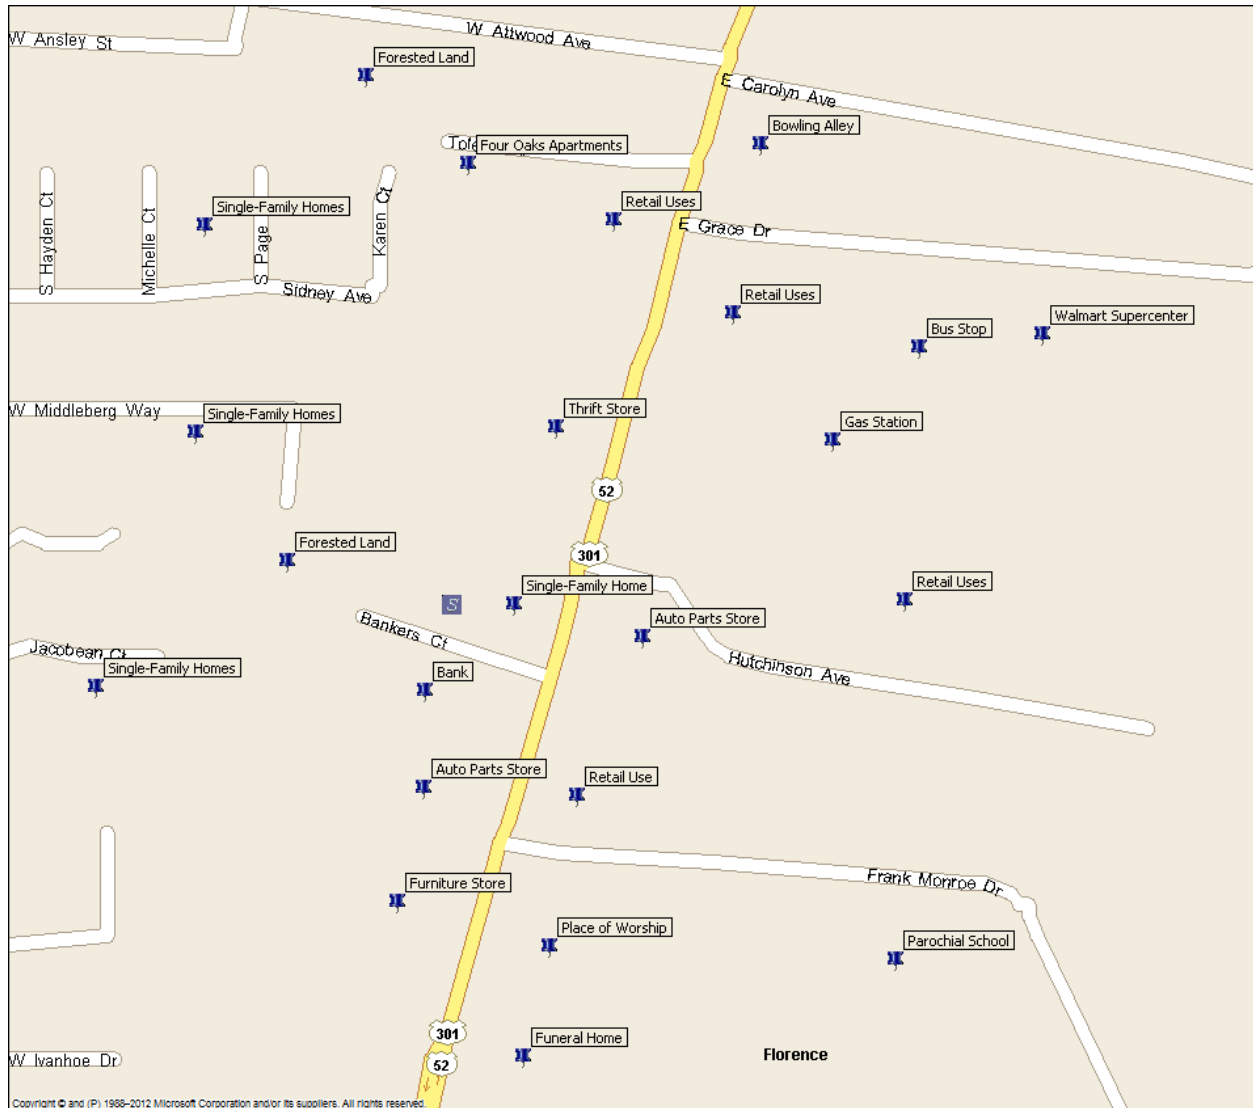 W Ansley St
W Attwood Ave
Forested Land
E Carolyn Ave
Bowling Alley
Four Oaks Apartments
S Hayden Ct
Michelle Ct
Single-Family Homes
S Page
Karen Ct
Retail Uses
E Grace Dr
Sidney Ave
Retail Uses
Bus Stop
Walmart Supercenter
W Middleberg Way
Single-Family Homes
Thrift Store
Gas Station
52
301
Forested Land
S
Single-Family Home
Retail Uses
Bankers Ct
Auto Parts Store
Jacobean Ct
Single-Family Homes
Bank
Hutchinson Ave
Auto Parts Store
Retail Use
Furniture Store
Frank Monroe Dr
Place of Worship
Parochial School
301
52
Funeral Home
Florence
W Ivanhoe Dr
Copyright © and (P) 1988–2012 Microsoft Corporation and/or its suppliers. All rights reserved.